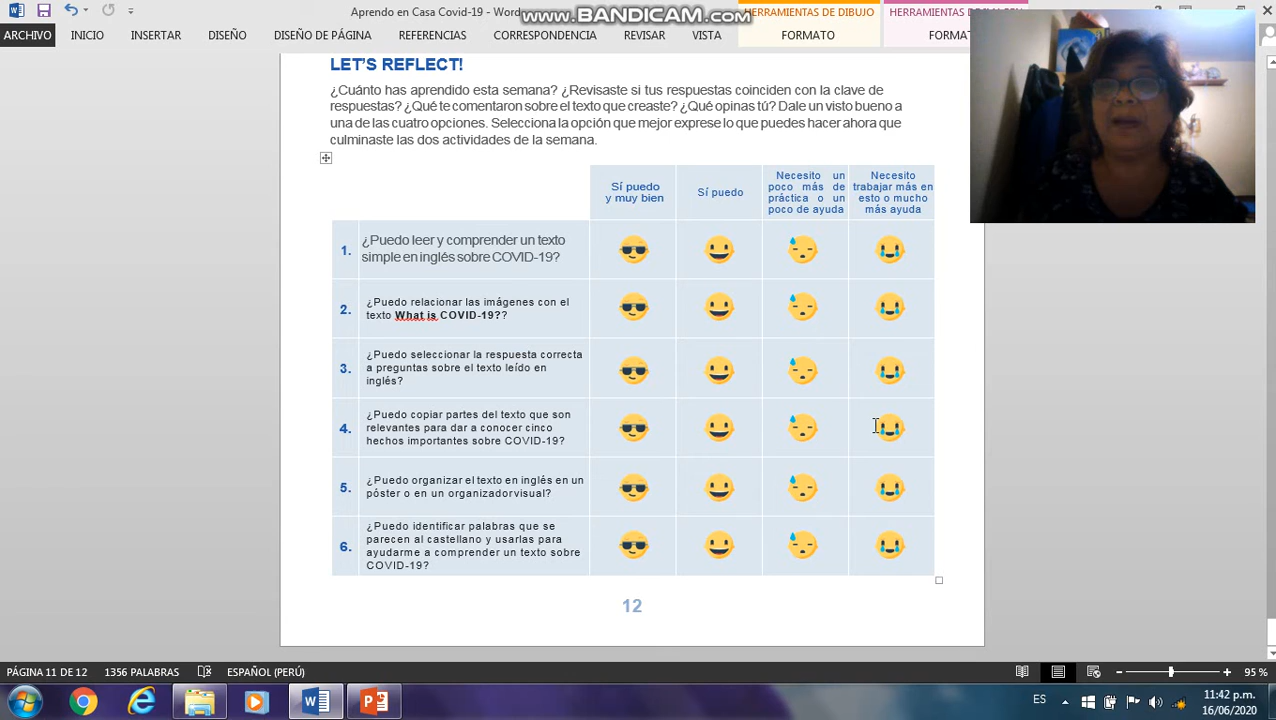 Aprendo en Casa Covid-19 - Word
www.BANDICAM.com
HERRAMIENTAS DE DIBUJO
HERRAMIENTAS
ARCHIVO
INICIO
INSERTAR
DISEÑO
DISEÑO DE PÁGINA
REFERENCIAS
CORRESPONDENCIA
REVISAR
VISTA
FORMATO
LET'S REFLECT!
¿Cuánto has aprendido esta semana? ¿Revisaste si tus respuestas coinciden con la clave de
respuestas? ¿Qué te comentaron sobre el texto que creaste? ¿Qué opinas tú? Dale un visto bueno a
una de las cuatro opciones. Selecciona la opción que mejor exprese lo que puedes hacer ahora que
culminaste las dos actividades de la semana.
Sí puedo
y muy bien
Sí puedo
Necesito un
poco más de
práctica o un
poco de ayuda
Necesito
trabajar más en
esto o mucho
más ayuda
1.
¿Puedo leer y comprender un texto
simple en inglés sobre COVID-19?
2.
¿Puedo relacionar las imágenes con el
texto What is COVID-19??
3.
¿Puedo seleccionar la respuesta correcta
a preguntas sobre el texto leído en
inglés?
4.
¿Puedo copiar partes del texto que son
relevantes para dar a conocer cinco
hechos importantes sobre COVID-19?
5.
¿Puedo organizar el texto en inglés en un
póster o en un organizadorvisual?
6.
¿Puedo identificar palabras que se
parecen al castellano y usarlas para
ayudarme a comprender un texto sobre
COVID-19?
12
PÁGINA 11 DE 12
1356 PALABRAS
ESPAÑOL (PERÚ)
95 %
ES
11:42 p.m.
16/06/2020